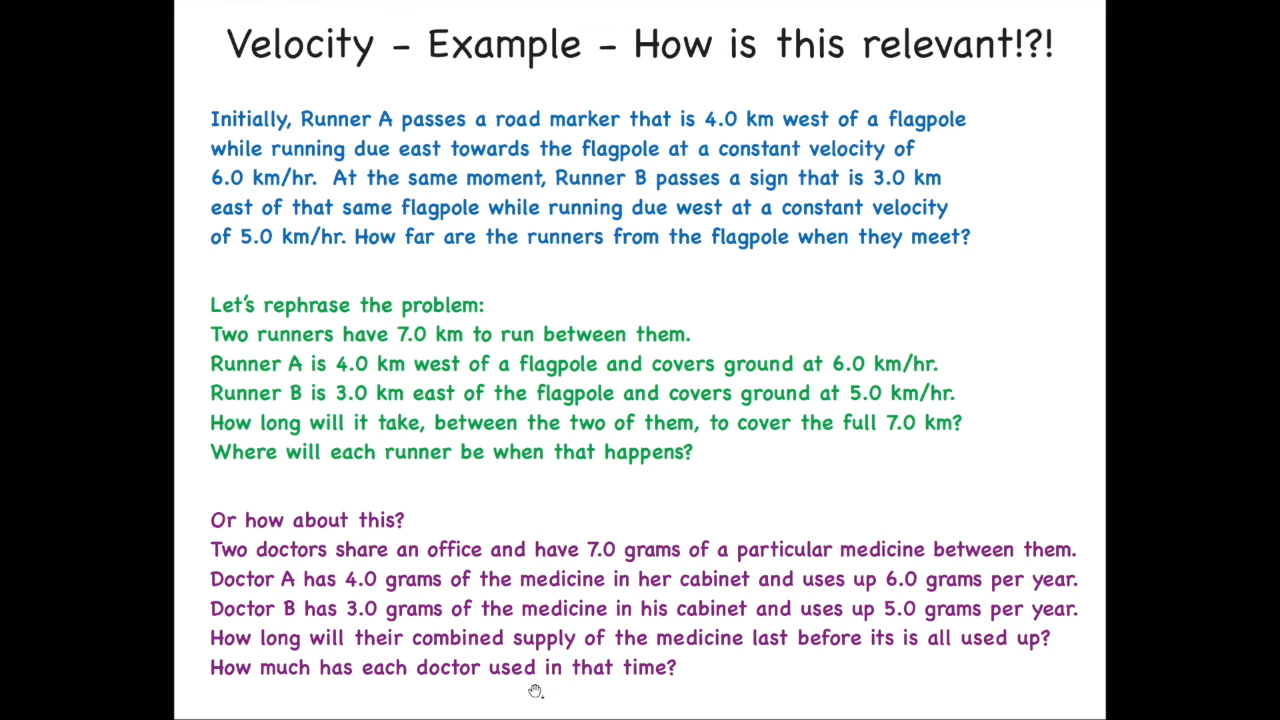 Velocity - Example - How is this relevant!?!
Initially, Runner A passes a road marker that is 4.0 km west of a flagpole
while running due east towards the flagpole at a constant velocity of
6.0 km/hr. At the same moment, Runner B passes a sign that is 3.0 km
east of that same flagpole while running due west at a constant velocity
of 5.0 km/hr. How far are the runners from the flagpole when they meet?
Let's rephrase the problem:
Two runners have 7.0 km to run between them.
Runner A is 4.0 km west of a flagpole and covers ground at 6.0 km/hr.
Runner B is 3.0 km east of the flagpole and covers ground at 5.0 km/hr.
How long will it take, between the two of them, to cover the full 7.0 km?
Where will each runner be when that happens?
Or how about this?
Two doctors share an office and have 7.0 grams of a particular medicine between them.
Doctor A has 4.0 grams of the medicine in her cabinet and uses up 6.0 grams per year.
Doctor B has 3.0 grams of the medicine in his cabinet and uses up 5.0 grams per year.
How long will their combined supply of the medicine last before its is all used up?
How much has each doctor used in that time?